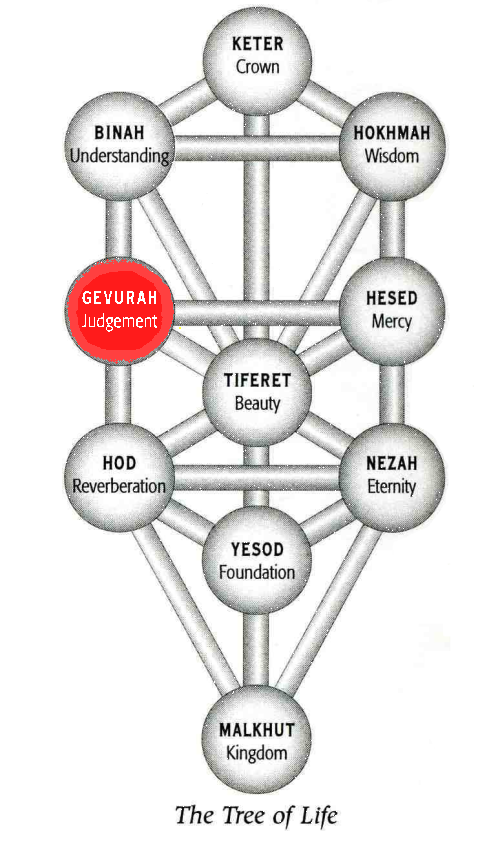 KETER
Crown
BINAH
Understanding
HOKHMAH
Wisdom
GEVURAH
Judgement
HESED
Mercy
TIFERET
Beauty
HOD
Reverberation
NEZAH
Eternity
YESOD
Foundation
MALKHUT
Kingdom
The Tree of Life